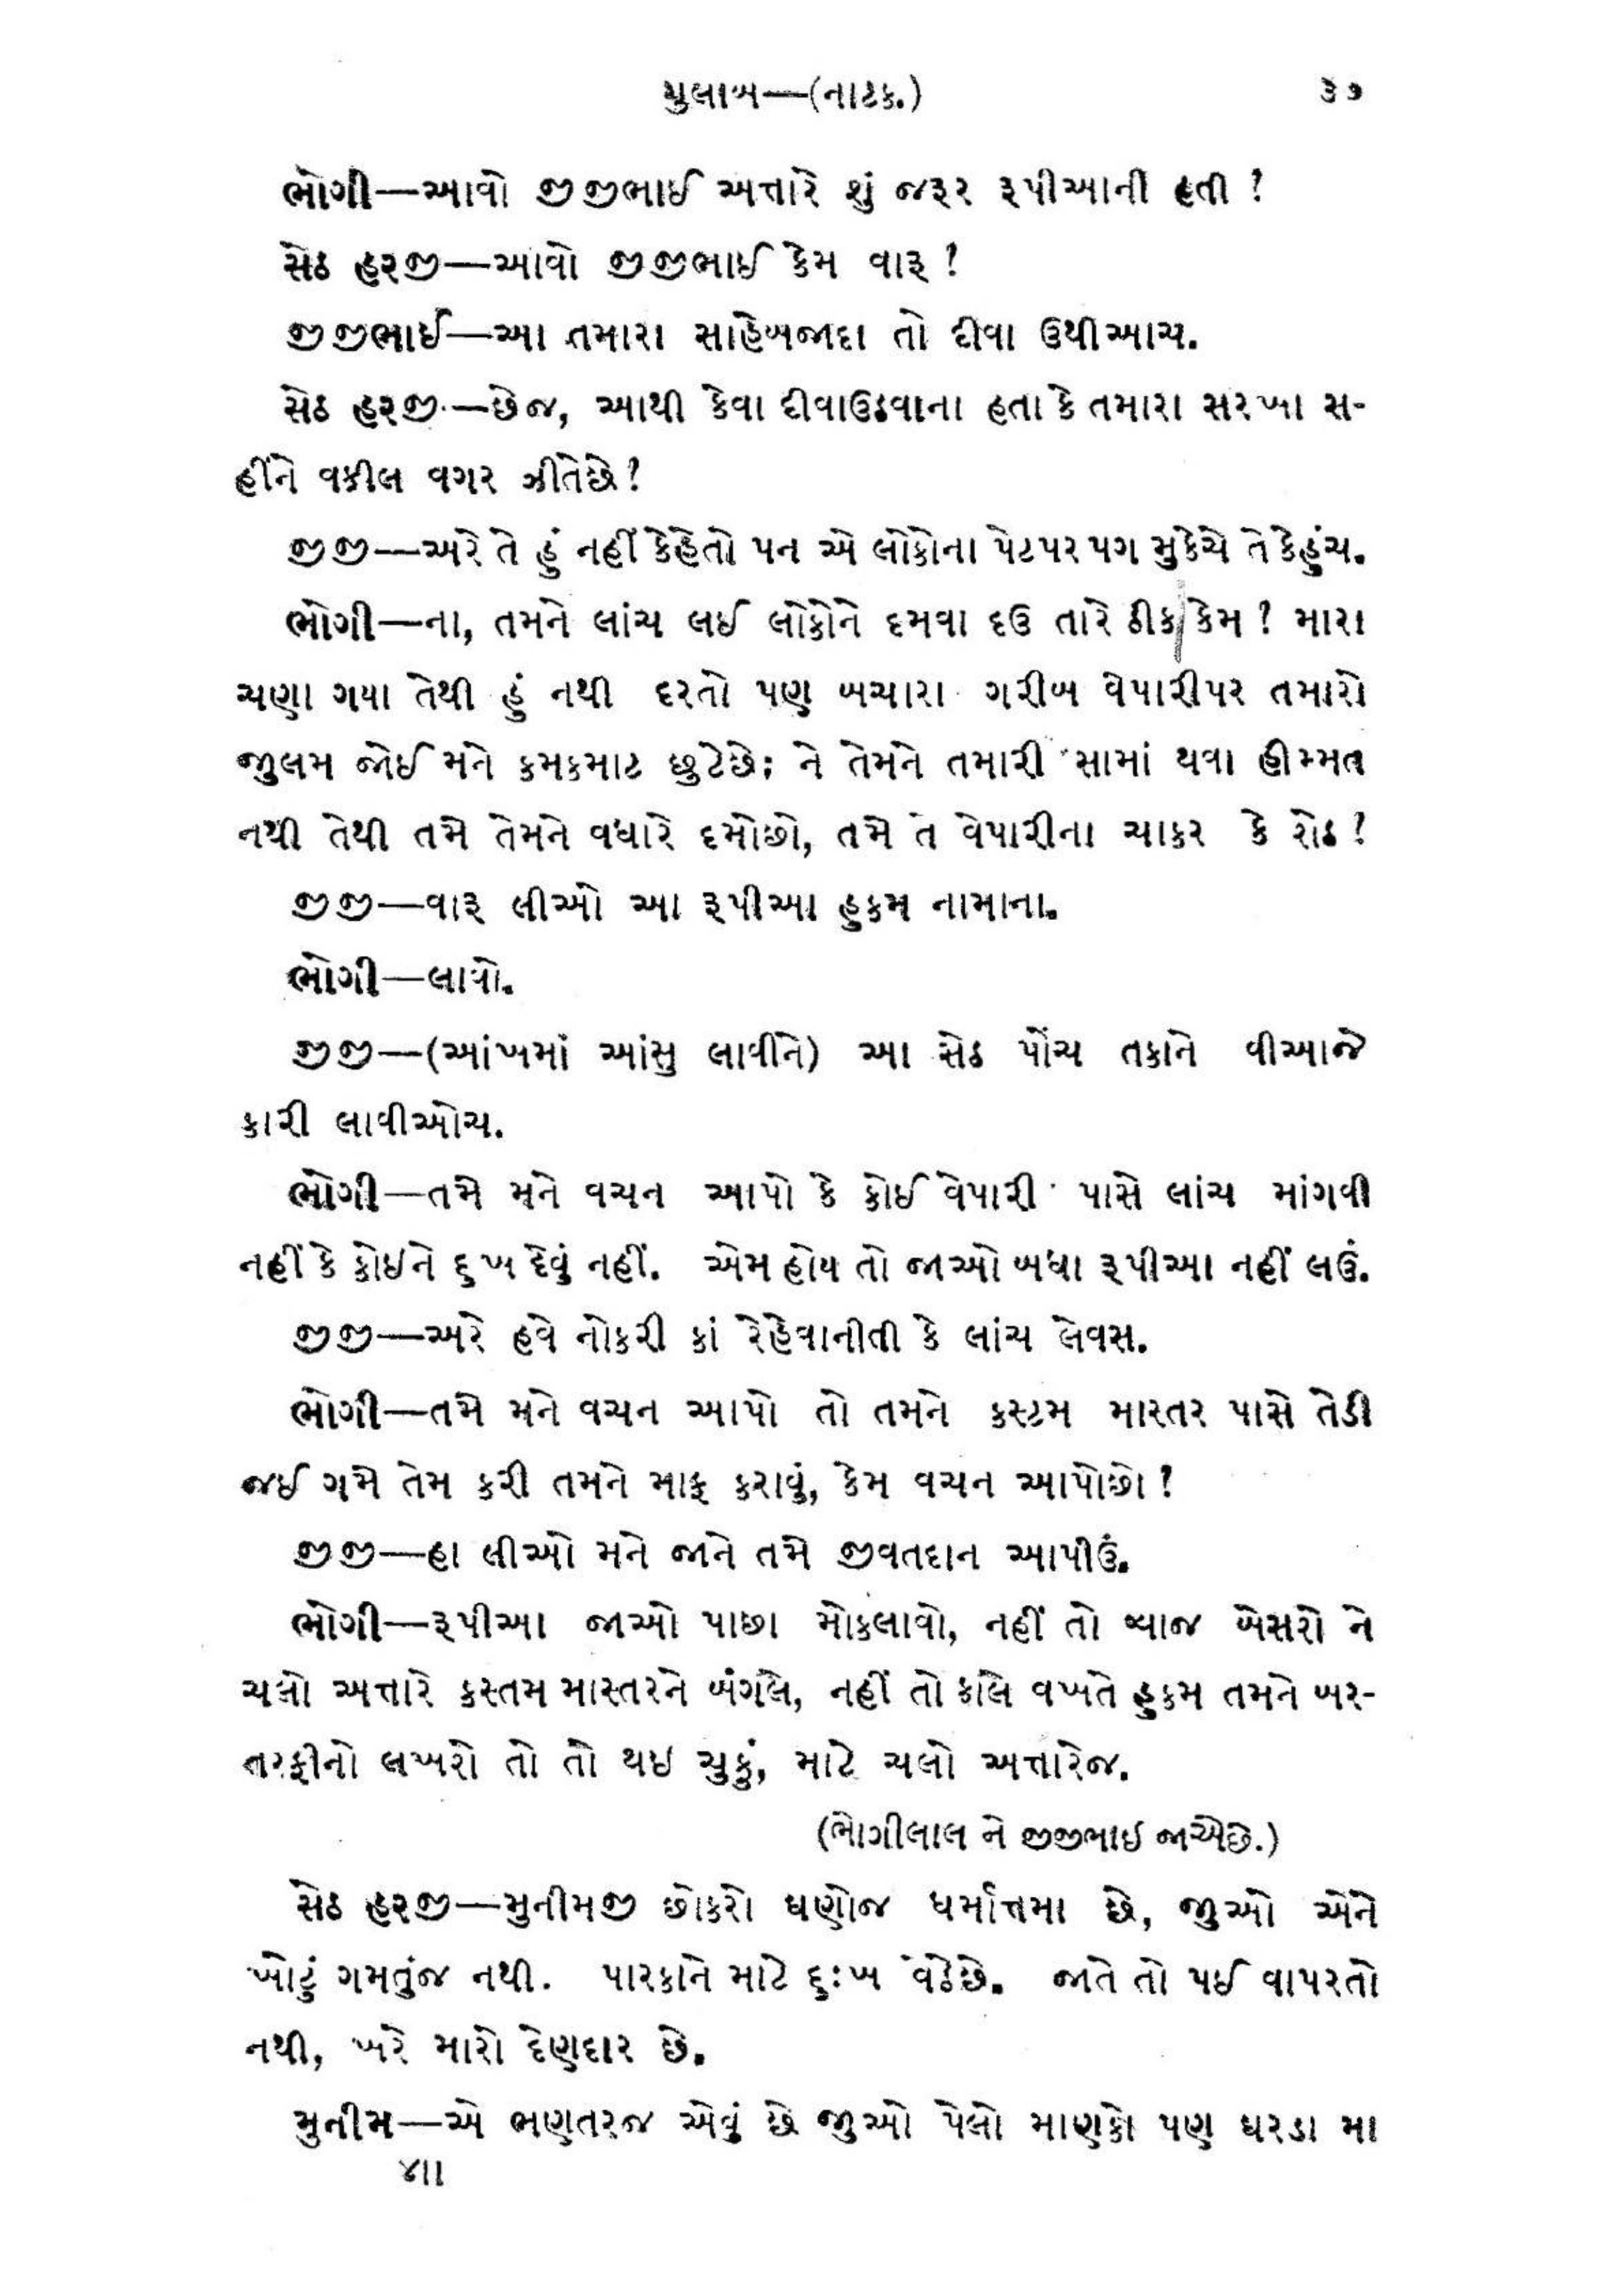 ગુલાબ—(નાટક.) ૩૭
ભોગી—આવો જીજીભાઈ અત્તારે શું જરૂર રૂપીઆની હતી ?
સેઠ હરજી—આવો જીજીભાઈ કેમ વારૂ ?
જીજીભાઈ—આ તમારા સાહેબજાદા તો દીવા ઉથીઆચ.
સેઠ હરજી—છેજ, આથી કેવા દીવાઉડવાના હતા કે તમારા સરખા સ-
હીંને વકીલ વગર ઝીતેછે?
જીજી—અરે તે હું નહીં કેહેતો પન એ લોકોના પેટપર પગ મુકેચે તે કેહુંચ.
ભોગી—ના, તમને લાંચ લઈ લોકોને દમવા દઉ તારે ઠીક કેમ ? મારા
ચણા ગયા તેથી હું નથી દરતો પણ બચારા ગરીબ વેપારીપર તમારો
જુલમ જોઈ મને કમકમાટ છુટેછે; ને તેમને તમારી સામાં થવા હીમ્મત
નથી તેથી તમે તેમને વધારે દમોછો, તમે તે વેપારીના ચાકર કે સેઠ ?
જીજી—વારૂ લીઓ આ રૂપીઆ હુકમ નામાના.
ભોગી—લાવો.
જીજી—(આંખમાં આંસુ લાવીને) આ સેઠ પોંચ તકાને વીઆજે
કારી લાવીઓચ.
ભોગી—તમે મને વચન આપો કે કોઈ વેપારી પાસે લાંચ માંગવી
નહીં કે કોઇને દુખ દેવું નહીં. એમ હોય તો જાઓ બધા રૂપીઆ નહીં લઉં.
જીજી—અરે હવે નોકરી કાં રેહેવાનીતી કે લાંચ લેવસ.
ભોગી—તમે મને વચન આપો તો તમને કસ્ટમ માસ્તર પાસે તેડી
જઈ ગમે તેમ કરી તમને માફ કરાવું, કેમ વચન આપોછો ?
જીજી—હા લીઓ મને જાને તમે જીવતદાન આપીઉં.
ભોગી—રૂપીઆ જાઓ પાછા મોકલાવો, નહીં તો વ્યાજ બેસરો ને
ચલો અત્તારે કસ્તમ માસ્તરને બંગલે, નહીં તો કાલે વખતે હુકમ તમને બર-
તરફીનો લખરો તો તો થઇ ચુકું, માટે ચલો અત્તારેજ.
(ભોગીલાલ ને જીજીભાઇ જાએછે.)
સેઠ હરજી—મુનીમજી છોકરો ઘણોજ ધર્માત્તમા છે, જુઓ એને
ખોટું ગમતુંજ નથી. પારકાને માટે દુઃખ વેઠેછે. જાતે તો પઈ વાપરતો
નથી, ખરે મારો દેણદાર છે.
મુનીમ—એ ભણતરજ એવું છે જુઓ પેલો માણકો પણ ઘરડા મા
૪॥